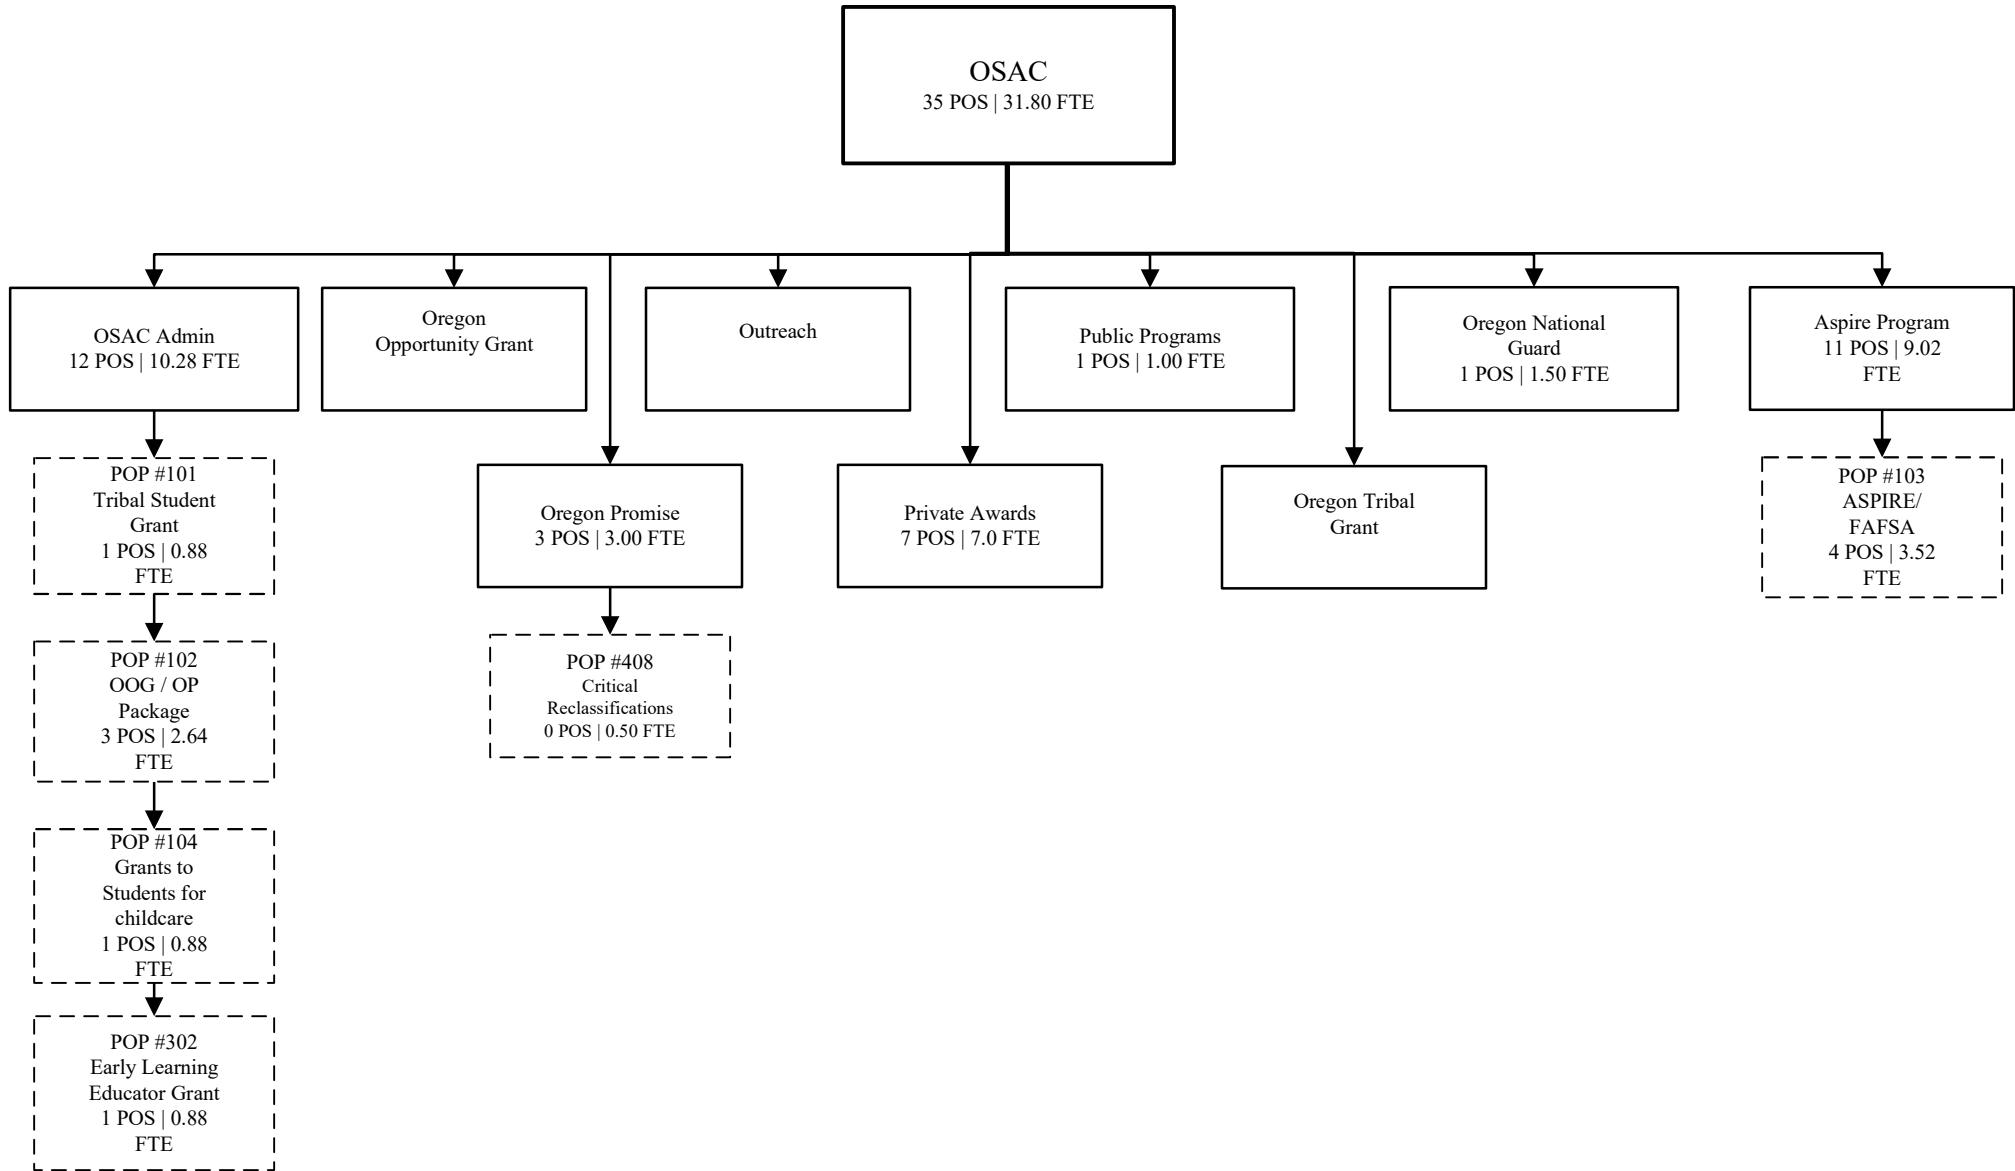 OSAC
35 POS | 31.80 FTE
OSAC Admin
12 POS | 10.28 FTE
Oregon
Opportunity Grant
Outreach
Public Programs
1 POS | 1.00 FTE
Oregon National
Guard
1 POS | 1.50 FTE
Aspire Program
11 POS | 9.02
FTE
POP #101
Tribal Student
Grant
1 POS | 0.88
FTE
Oregon Promise
3 POS | 3.00 FTE
Private Awards
7 POS | 7.0 FTE
Oregon Tribal
Grant
POP #103
ASPIRE/
FAFSA
4 POS | 3.52
FTE
POP #102
OOG / OP
Package
3 POS | 2.64
FTE
POP #408
Critical
Reclassifications
0 POS | 0.50 FTE
POP #104
Grants to
Students for
childcare
1 POS | 0.88
FTE
POP #302
Early Learning
Educator Grant
1 POS | 0.88
FTE